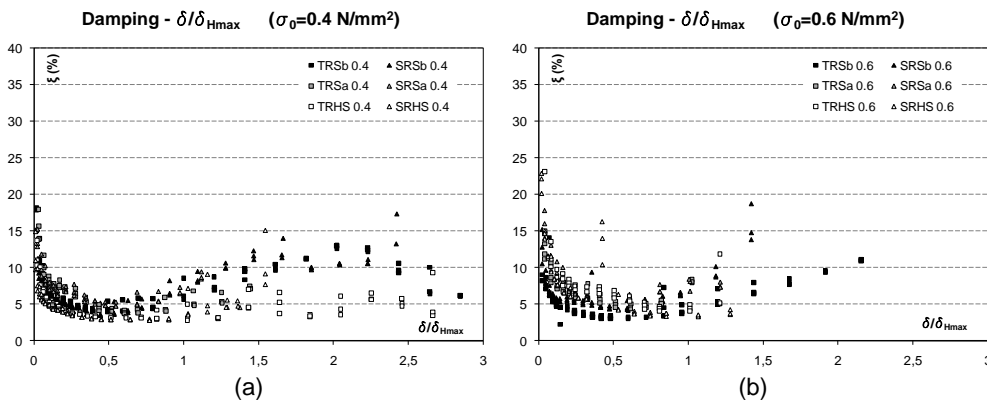 Damping - δ/δHmax (σ0=0.4 N/mm²)
ξ (%)
40
35
30
25
20
15
10
5
0
TRSb 0.4 SRSb 0.4
TRSa 0.4 SRSa 0.4
TRHS 0.4 SRHS 0.4
δ/δHmax
0 0,5 1 1,5 2 2,5 3
(a)
Damping - δ/δHmax (σ0=0.6 N/mm²)
ξ (%)
40
35
30
25
20
15
10
5
0
TRSb 0.6 SRSb 0.6
TRSa 0.6 SRSa 0.6
TRHS 0.6 SRHS 0.6
δ/δHmax
0 0,5 1 1,5 2 2,5 3
(b)